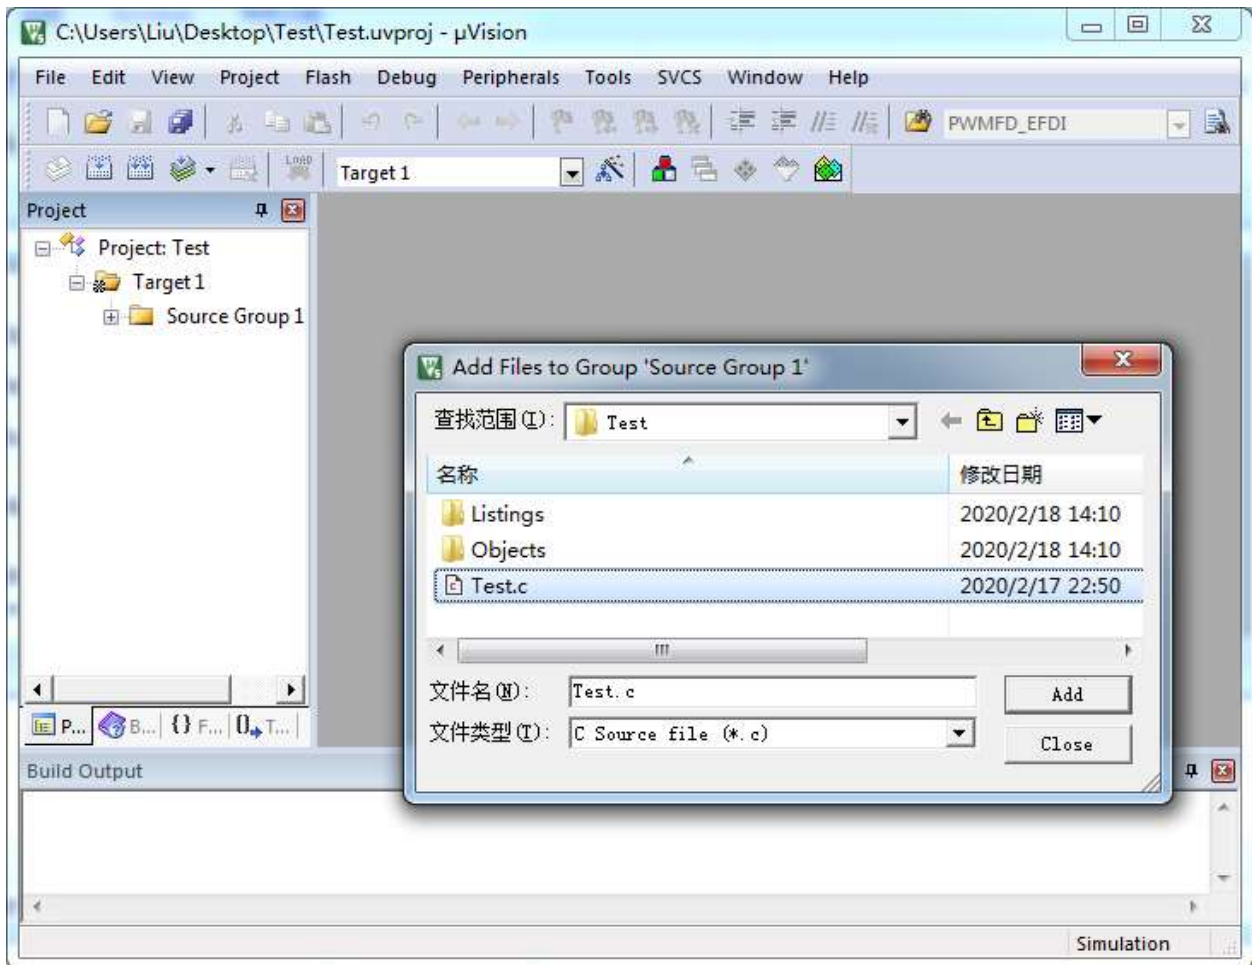 C:\Users\Liu\Desktop\Test\Test.uvproj - µVision
File Edit View Project Flash Debug Peripherals Tools SVCS Window Help
PWMFD_EFDI
LOAD
Target 1
Project
Project: Test
Target 1
Source Group 1
Add Files to Group 'Source Group 1'
查找范围(I): Test
名称 修改日期
Listings 2020/2/18 14:10
Objects 2020/2/18 14:10
Test.c 2020/2/17 22:50
文件名(N): Test.c Add
文件类型(T): C Source file (*.c) Close
P... B... {} F... 0 T...
Build Output
Simulation